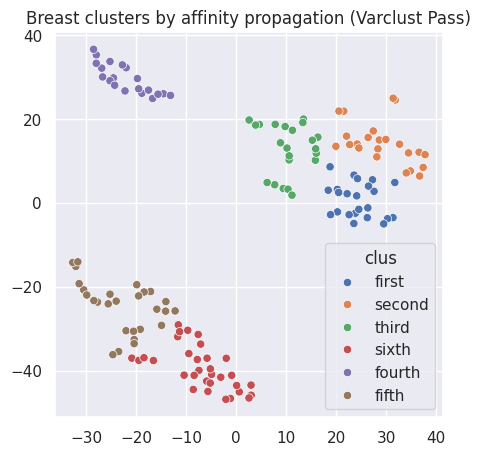 Breast clusters by affinity propagation (Varclust Pass)
40
20
0
−20
−40
−30
−20
−10
0
10
20
30
40
clus
first
second
third
sixth
fourth
fifth